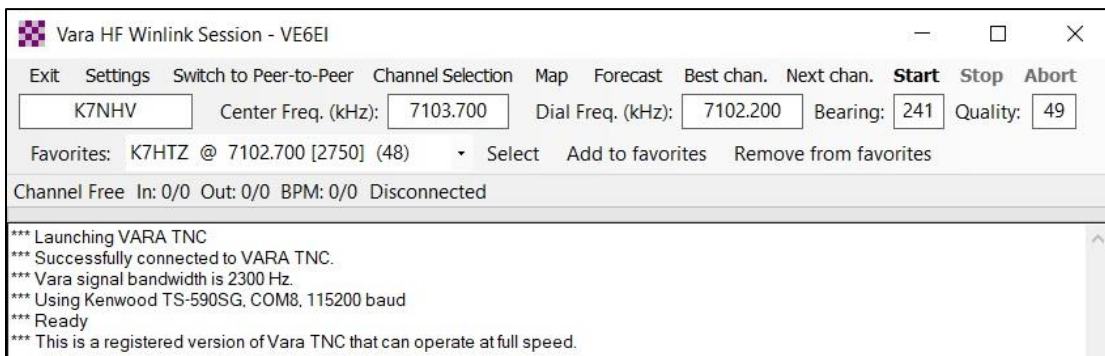 Vara HF Winlink Session - VE6EI
Exit Settings Switch to Peer-to-Peer Channel Selection Map Forecast Best chan. Next chan. Start Stop Abort
K7NHV Center Freq. (kHz): 7103.700 Dial Freq. (kHz): 7102.200 Bearing: 241 Quality: 49
Favorites: K7HTZ @ 7102.700 [2750] (48) Select Add to favorites Remove from favorites
Channel Free In: 0/0 Out: 0/0 BPM: 0/0 Disconnected
*** Launching VARA TNC
*** Successfully connected to VARA TNC.
*** Vara signal bandwidth is 2300 Hz.
*** Using Kenwood TS-590SG, COM8, 115200 baud
*** Ready
*** This is a registered version of Vara TNC that can operate at full speed.